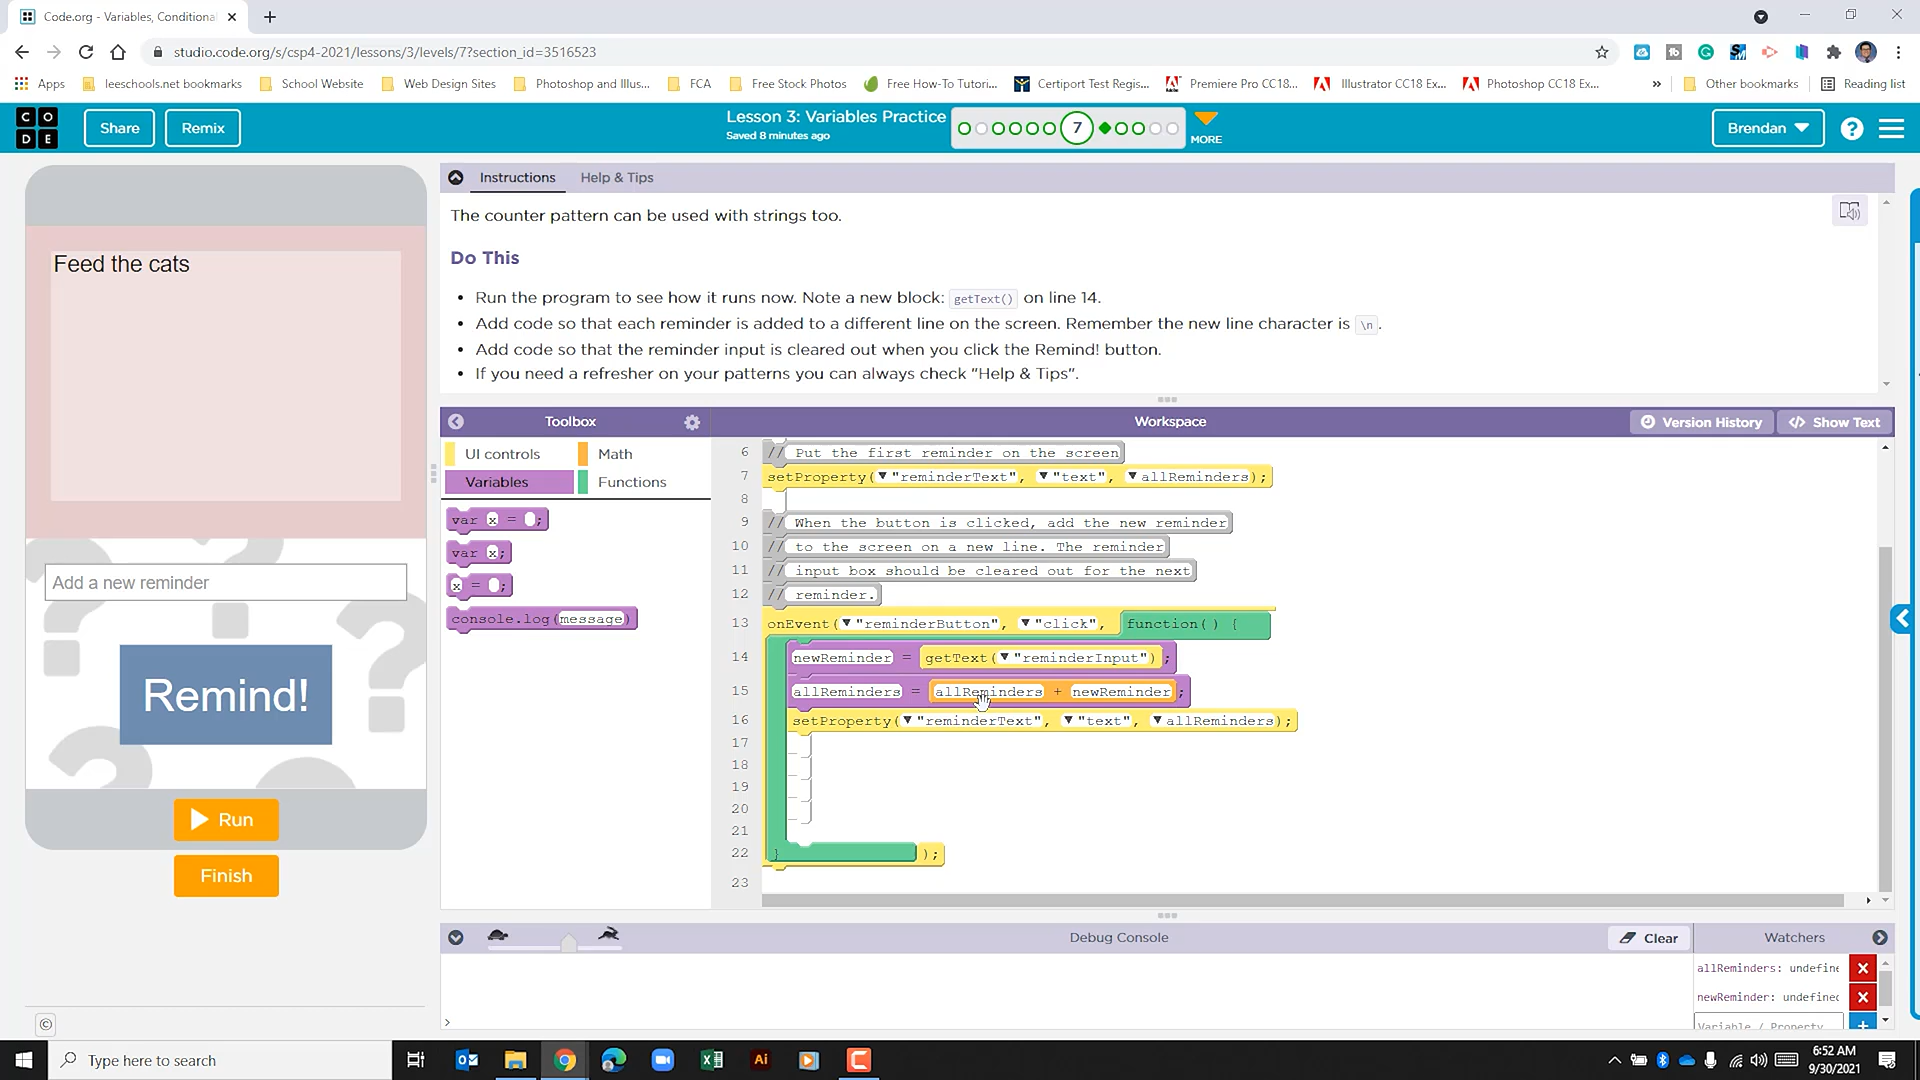 Code.org - Variables, Conditiona
studio.code.org/s/csp4-2021/lessons/3/levels/7?section_id=3516523
Apps
leeschools.net bookmarks
School Website
Web Design Sites
Photoshop and Illus...
FCA
Free Stock Photos
Free How-To Tutori...
Certiport Test Regis...
Premiere Pro CC18...
Illustrator CC18 Ex...
Photoshop CC18 Ex...
»
Other bookmarks
Reading list
C O
D E
Share
Remix
Lesson 3: Variables Practice
Saved 8 minutes ago
7
MORE
Brendan
?
Instructions
Help & Tips
The counter pattern can be used with strings too.
Do This
• Run the program to see how it runs now. Note a new block: getText() on line 14.
• Add code so that each reminder is added to a different line on the screen. Remember the new line character is \n.
• Add code so that the reminder input is cleared out when you click the Remind! button.
• If you need a refresher on your patterns you can always check "Help & Tips".
Feed the cats
Add a new reminder
Remind!
Run
Finish
©
Toolbox
UI controls
Math
Variables
Functions
var x = ;
var x;
x = ;
console.log(message)
Workspace
Version History
</> Show Text
6 // Put the first reminder on the screen
7 setProperty(▼"reminderText", ▼"text", ▼allReminders);
8
9 // When the button is clicked, add the new reminder
10 // to the screen on a new line. The reminder
11 // input box should be cleared out for the next
12 // reminder.
13 onEvent(▼"reminderButton", ▼"click", function() {
14 newReminder = getText(▼"reminderInput");
15 allReminders = allReminders + newReminder;
16 setProperty(▼"reminderText", ▼"text", ▼allReminders);
17
18
19
20
21
22 } );
23
Debug Console
Clear
Watchers
>
allReminders: undefine
newReminder: undefined
Variable / Property
Type here to search
Ai
6:52 AM
9/30/2021